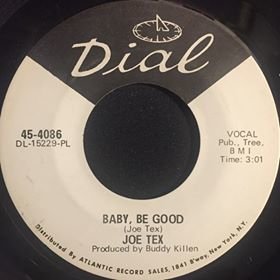 Dial
45-4086
DL-15229-PL
VOCAL
Pub., Tree,
BMI
Time: 3:01
BABY, BE GOOD
(Joe Tex)
JOE TEX
Produced by Buddy Killen
Distributed By ATLANTIC RECORD SALES, 1841 B'way, New York, N.Y.